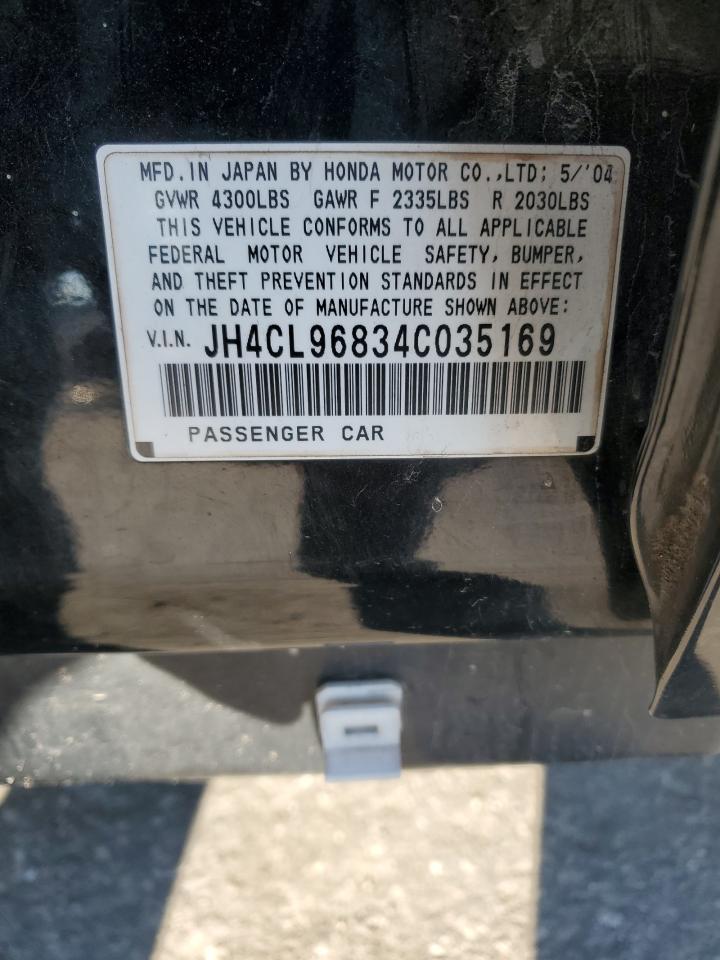 MFD. IN JAPAN BY HONDA MOTOR CO.,LTD; 5/'04
GVWR 4300LBS GAWR F 2335LBS R 2030LBS
THIS VEHICLE CONFORMS TO ALL APPLICABLE
FEDERAL MOTOR VEHICLE SAFETY, BUMPER,
AND THEFT PREVENTION STANDARDS IN EFFECT
ON THE DATE OF MANUFACTURE SHOWN ABOVE:
V.I.N. JH4CL96834C035169
PASSENGER CAR